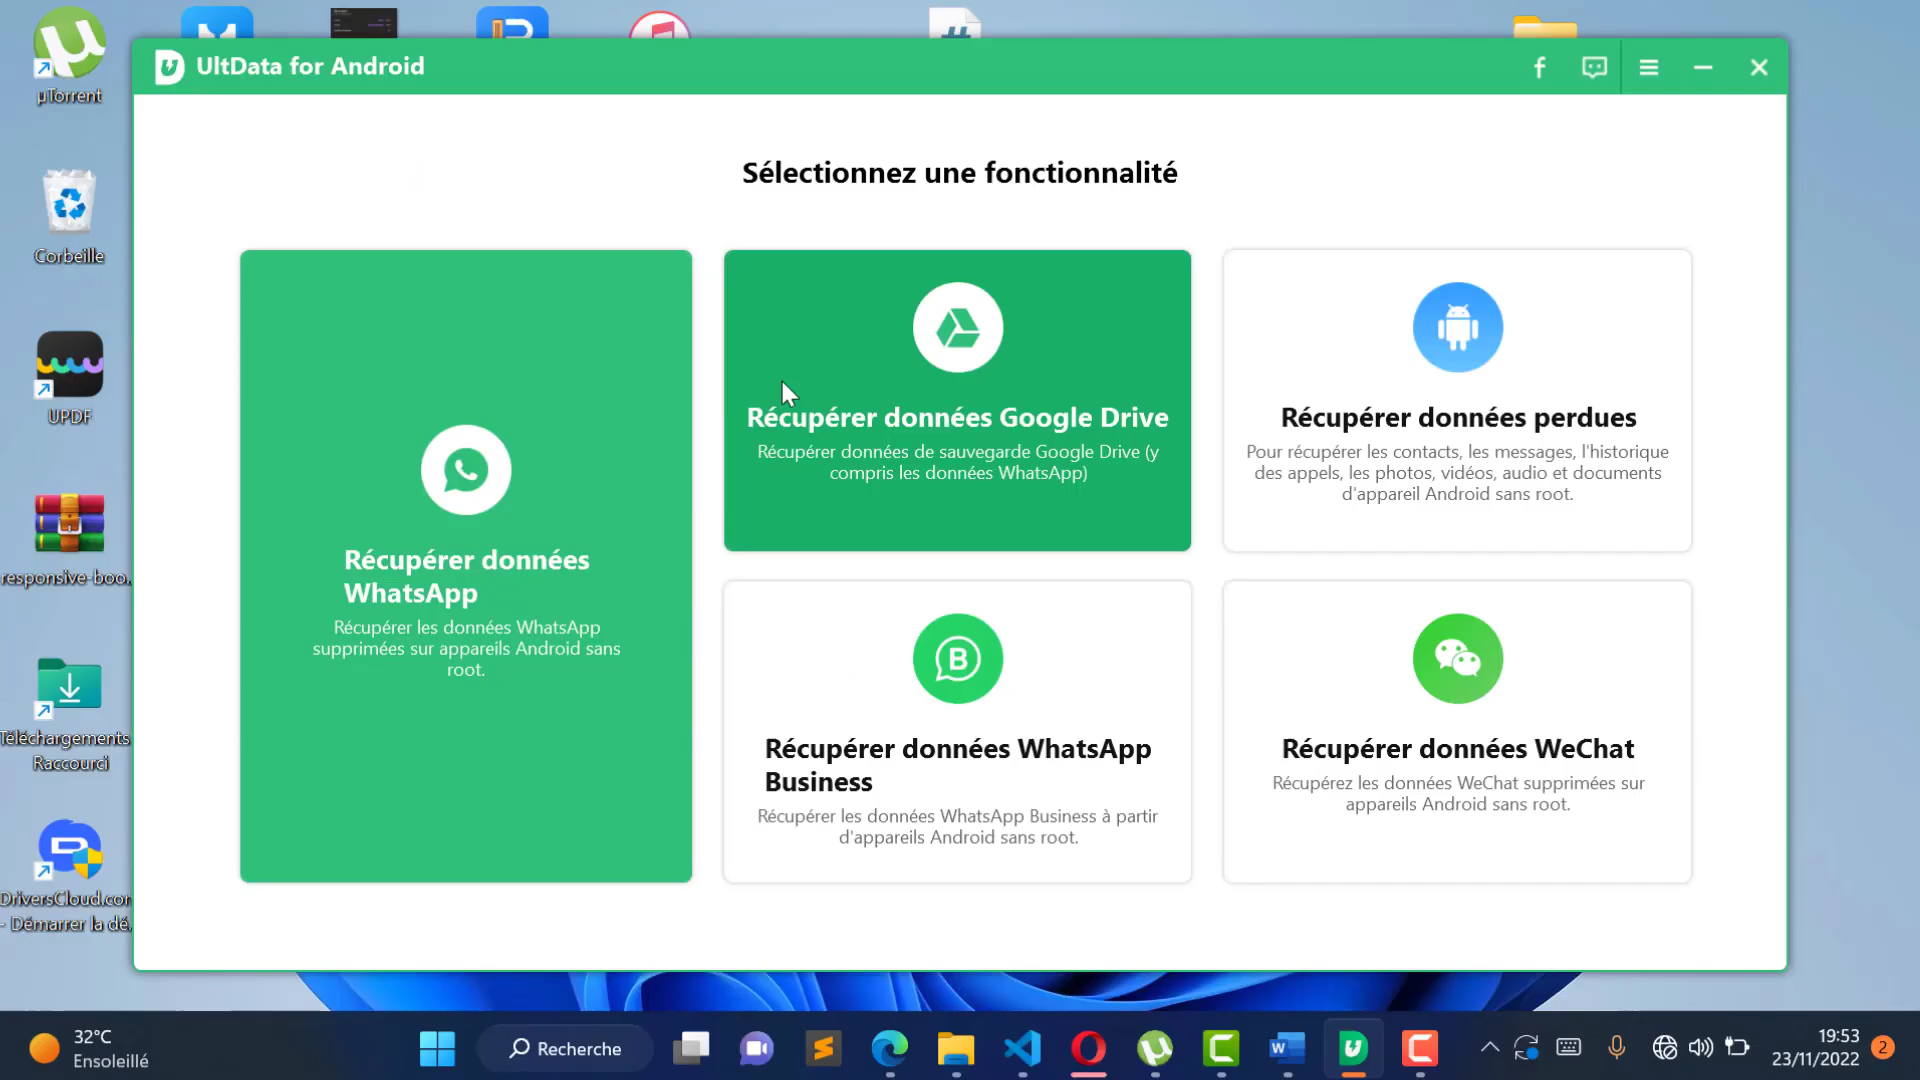 UltData for Android
Sélectionnez une fonctionnalité
Récupérer données
WhatsApp
Récupérer les données WhatsApp
supprimées sur appareils Android sans
root.
Récupérer données Google Drive
Récupérer données de sauvegarde Google Drive (y
compris les données WhatsApp)
Récupérer données perdues
Pour récupérer les contacts, les messages, l'historique
des appels, les photos, vidéos, audio et documents
d'appareil Android sans root.
Récupérer données WhatsApp
Business
Récupérer les données WhatsApp Business à partir
d'appareils Android sans root.
Récupérer données WeChat
Récupérez les données WeChat supprimées sur
appareils Android sans root.
µTorrent
Corbeille
UPDF
responsive-boo...
Téléchargements
Raccourci
DriversCloud.com
- Démarrer la dé...
32°C
Ensoleillé
Recherche
19:53
23/11/2022
2